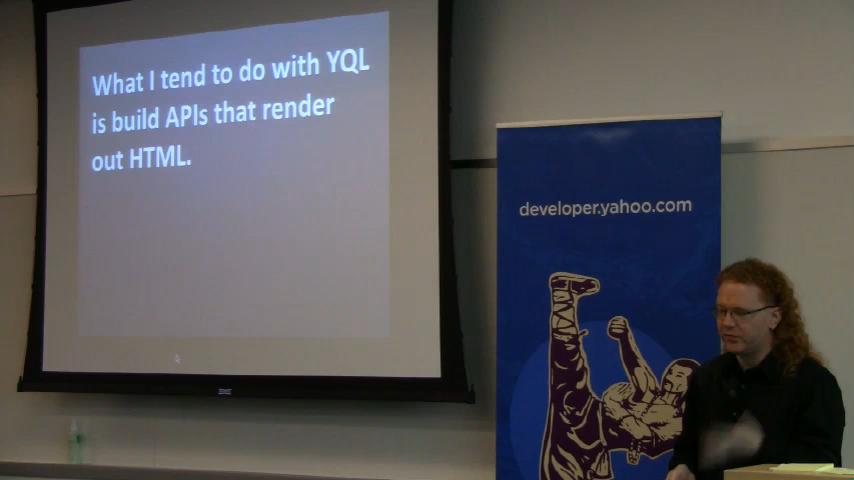 What I tend to do with YQL
is build APIs that render
out HTML.
developer.yahoo.com